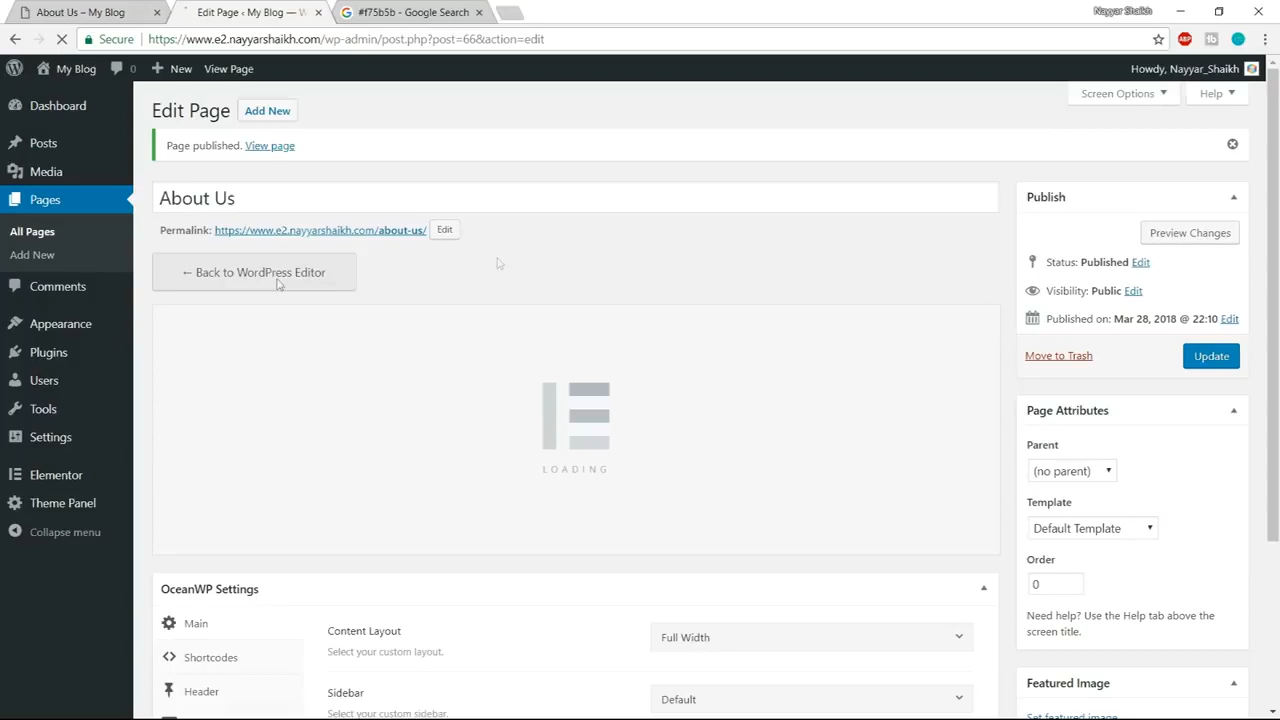 About Us – My Blog
Edit Page ‹ My Blog — W
#f75b5b - Google Search
Nayyar Shaikh
Secure
https://www.e2.nayyarshaikh.com/wp-admin/post.php?post=66&action=edit
ABP
My Blog
0
New
View Page
Howdy, Nayyar_Shaikh
Dashboard
Posts
Media
Pages
All Pages
Add New
Comments
Appearance
Plugins
Users
Tools
Settings
Elementor
Theme Panel
Collapse menu
Screen Options
Help
Edit Page
Add New
Page published. View page
About Us
Permalink: https://www.e2.nayyarshaikh.com/about-us/
Edit
← Back to WordPress Editor
LOADING
OceanWP Settings
Main
Shortcodes
Header
Content Layout
Select your custom layout.
Full Width
Sidebar
Select your custom sidebar.
Default
Publish
Preview Changes
Status: Published Edit
Visibility: Public Edit
Published on: Mar 28, 2018 @ 22:10 Edit
Move to Trash
Update
Page Attributes
Parent
(no parent)
Template
Default Template
Order
0
Need help? Use the Help tab above the
screen title.
Featured Image
Set featured image